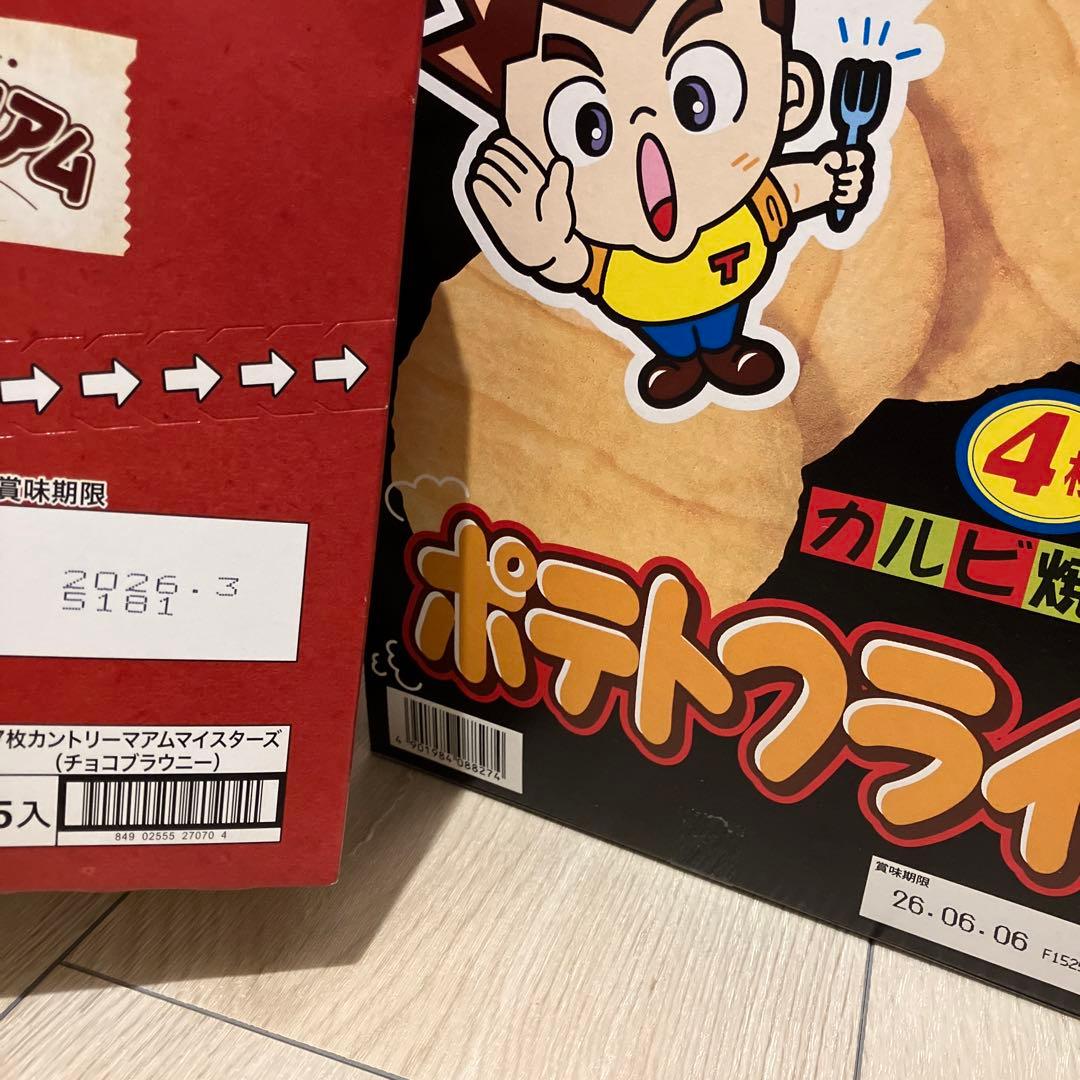 アム
賞味期限
2026.3
S181
7枚カントリーマアムマイスターズ
(チョコブラウニー)
5入
849 02555 27070 4
T
4
カルビ焼
ポテトフライ
4 901984 088274
賞味期限
26.06.06
F152